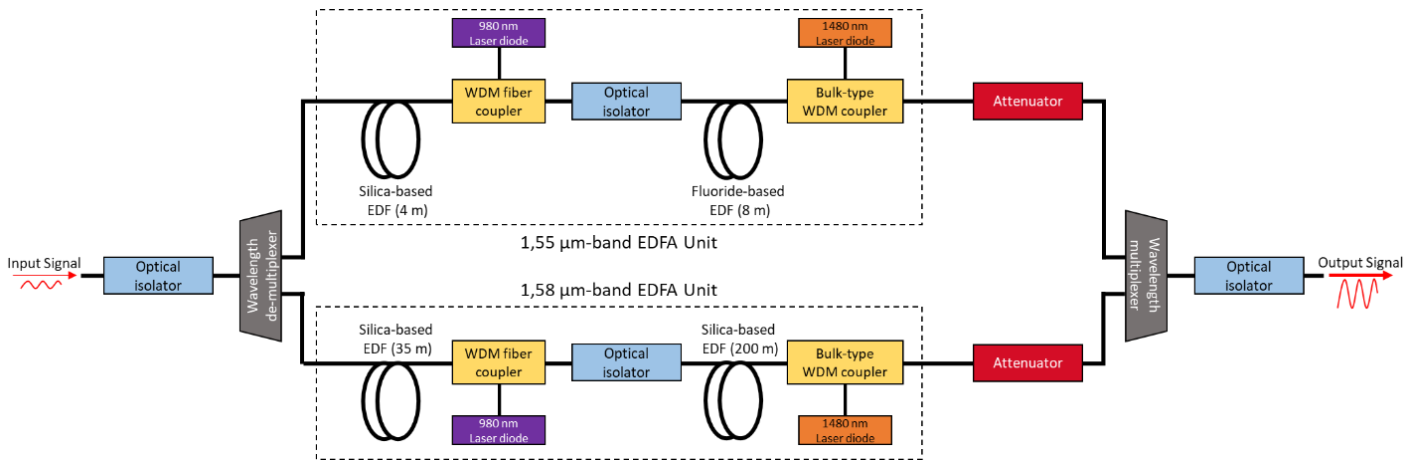 980 nm
Laser diode
1480 nm
Laser diode
WDM fiber
coupler
Optical
isolator
Bulk-type
WDM coupler
Attenuator
Silica-based
EDF (4 m)
Fluoride-based
EDF (8 m)
1,55 µm-band EDFA Unit
Input Signal
Optical
isolator
Wavelength
de-multiplexer
Wavelength
multiplexer
Optical
isolator
Output Signal
1,58 µm-band EDFA Unit
Silica-based
EDF (35 m)
WDM fiber
coupler
Optical
isolator
Silica-based
EDF (200 m)
Bulk-type
WDM coupler
Attenuator
980 nm
Laser diode
1480 nm
Laser diode